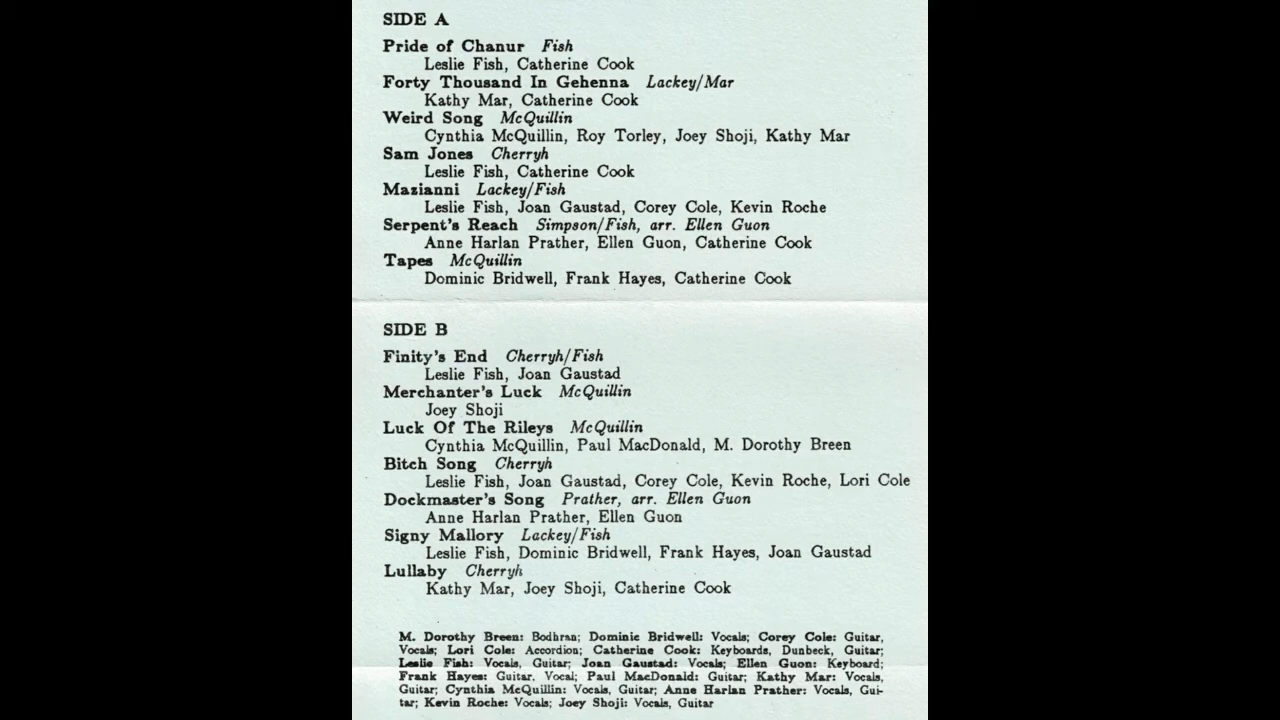 SIDE A
Pride of Chanur Fish
Leslie Fish, Catherine Cook
Forty Thousand In Gehenna Lackey/Mar
Kathy Mar, Catherine Cook
Weird Song McQuillin
Cynthia McQuillin, Roy Torley, Joey Shoji, Kathy Mar
Sam Jones Cherryh
Leslie Fish, Catherine Cook
Mazianni Lackey/Fish
Leslie Fish, Joan Gaustad, Corey Cole, Kevin Roche
Serpent's Reach Simpson/Fish, arr. Ellen Guon
Anne Harlan Prather, Ellen Guon, Catherine Cook
Tapes McQuillin
Dominic Bridwell, Frank Hayes, Catherine Cook
SIDE B
Finity's End Cherryh/Fish
Leslie Fish, Joan Gaustad
Merchanter's Luck McQuillin
Joey Shoji
Luck Of The Rileys McQuillin
Cynthia McQuillin, Paul MacDonald, M. Dorothy Breen
Bitch Song Cherryh
Leslie Fish, Joan Gaustad, Corey Cole, Kevin Roche, Lori Cole
Dockmaster's Song Prather, arr. Ellen Guon
Anne Harlan Prather, Ellen Guon
Signy Mallory Lackey/Fish
Leslie Fish, Dominic Bridwell, Frank Hayes, Joan Gaustad
Lullaby Cherryh
Kathy Mar, Joey Shoji, Catherine Cook
M. Dorothy Breen: Bodhran; Dominic Bridwell: Vocals; Corey Cole: Guitar,
Vocals; Lori Cole: Accordion; Catherine Cook: Keyboards, Dunbeck, Guitar;
Leslie Fish: Vocals, Guitar; Joan Gaustad: Vocals; Ellen Guon: Keyboard;
Frank Hayes: Guitar, Vocal; Paul MacDonald: Guitar; Kathy Mar: Vocals,
Guitar; Cynthia McQuillin: Vocals, Guitar; Anne Harlan Prather: Vocals, Gui-
tar; Kevin Roche: Vocals; Joey Shoji: Vocals, Guitar